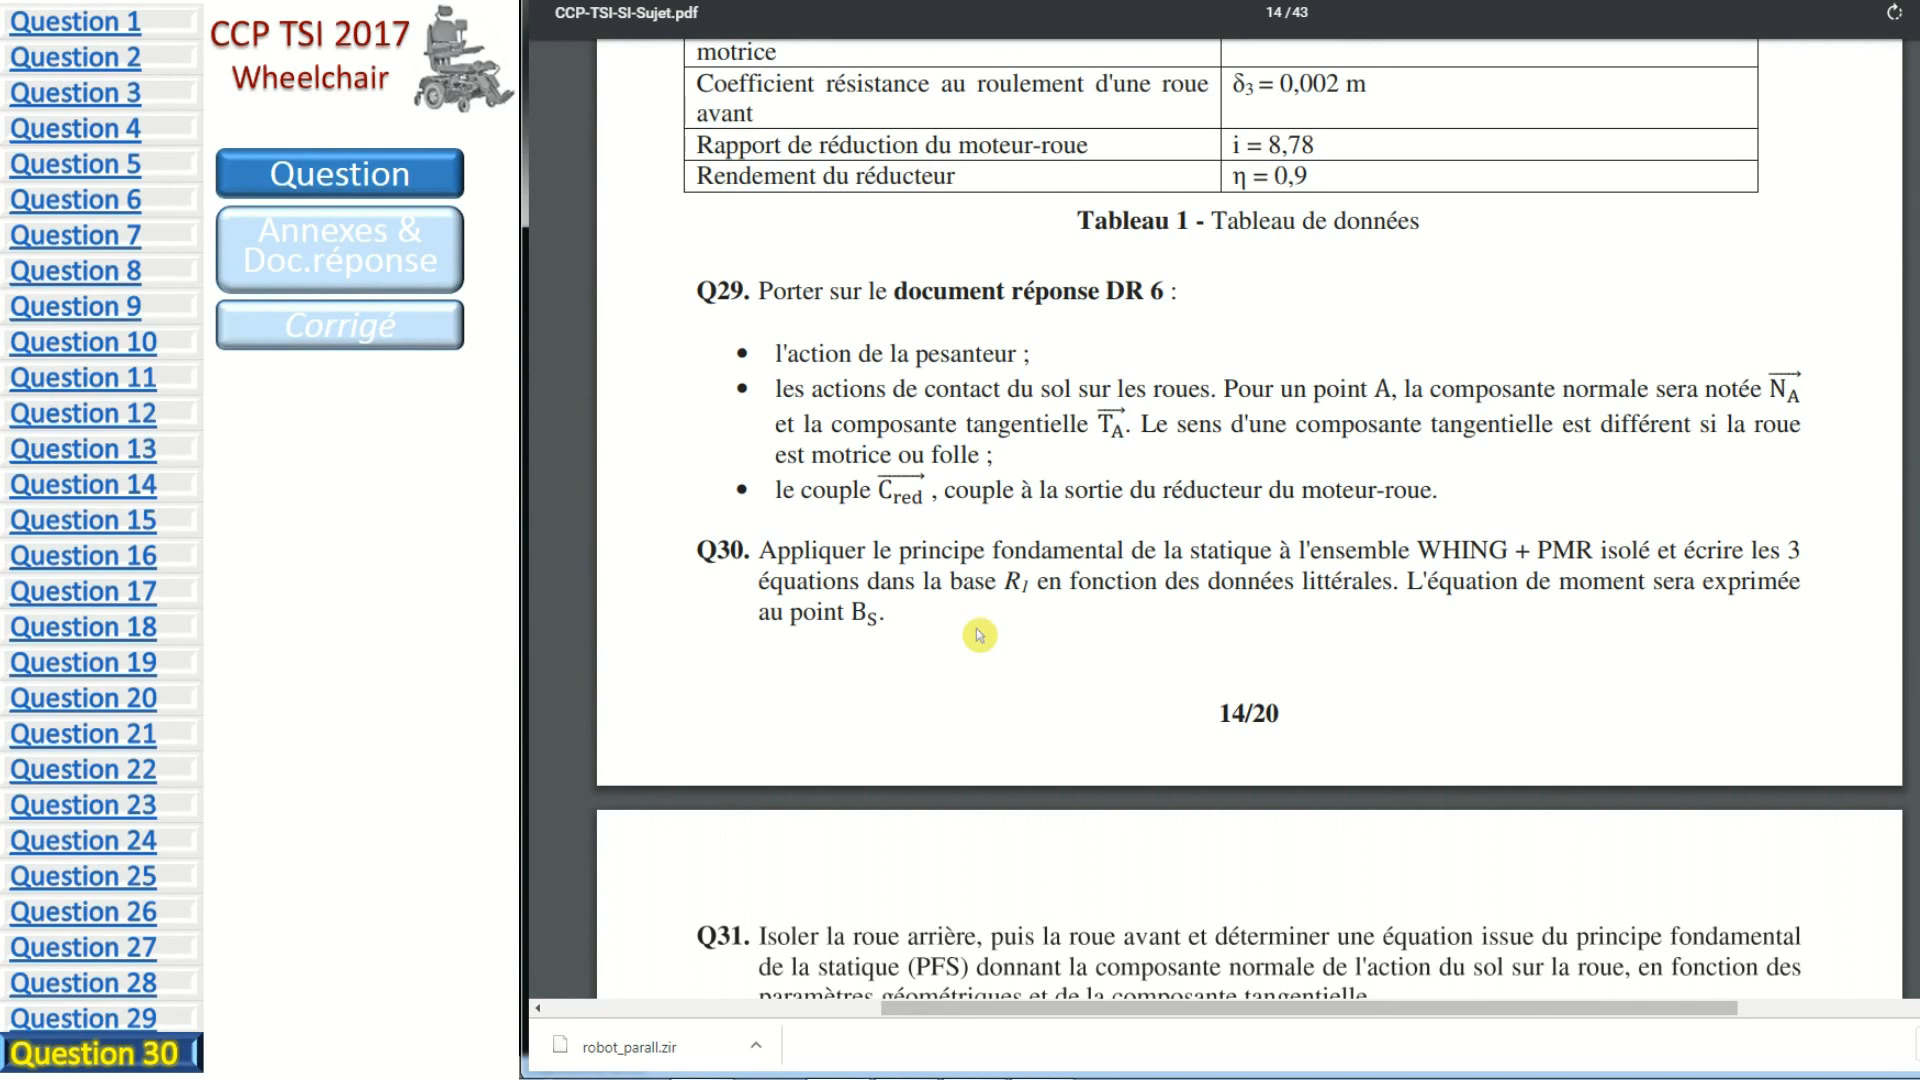 Question 1
Question 2
Question 3
Question 4
Question 5
Question 6
Question 7
Question 8
Question 9
Question 10
Question 11
Question 12
Question 13
Question 14
Question 15
Question 16
Question 17
Question 18
Question 19
Question 20
Question 21
Question 22
Question 23
Question 24
Question 25
Question 26
Question 27
Question 28
Question 29
Question 30
CCP TSI 2017
Wheelchair
Question
Annexes &
Doc.réponse
Corrigé
CCP-TSI-SI-Sujet.pdf
14 / 43
motrice
Coefficient résistance au roulement d'une roue
avant
δ3 = 0,002 m
Rapport de réduction du moteur-roue
i = 8,78
Rendement du réducteur
η = 0,9
Tableau 1 - Tableau de données
Q29. Porter sur le document réponse DR 6 :
• l'action de la pesanteur ;
• les actions de contact du sol sur les roues. Pour un point A, la composante normale sera notée N⃗A
et la composante tangentielle T⃗A. Le sens d'une composante tangentielle est différent si la roue
est motrice ou folle ;
• le couple C⃗red , couple à la sortie du réducteur du moteur-roue.
Q30. Appliquer le principe fondamental de la statique à l'ensemble WHING + PMR isolé et écrire les 3
équations dans la base R1 en fonction des données littérales. L'équation de moment sera exprimée
au point BS.
14/20
Q31. Isoler la roue arrière, puis la roue avant et déterminer une équation issue du principe fondamental
de la statique (PFS) donnant la composante normale de l'action du sol sur la roue, en fonction des
paramètres géométriques et de la composante tangentielle.
robot_parall.zir